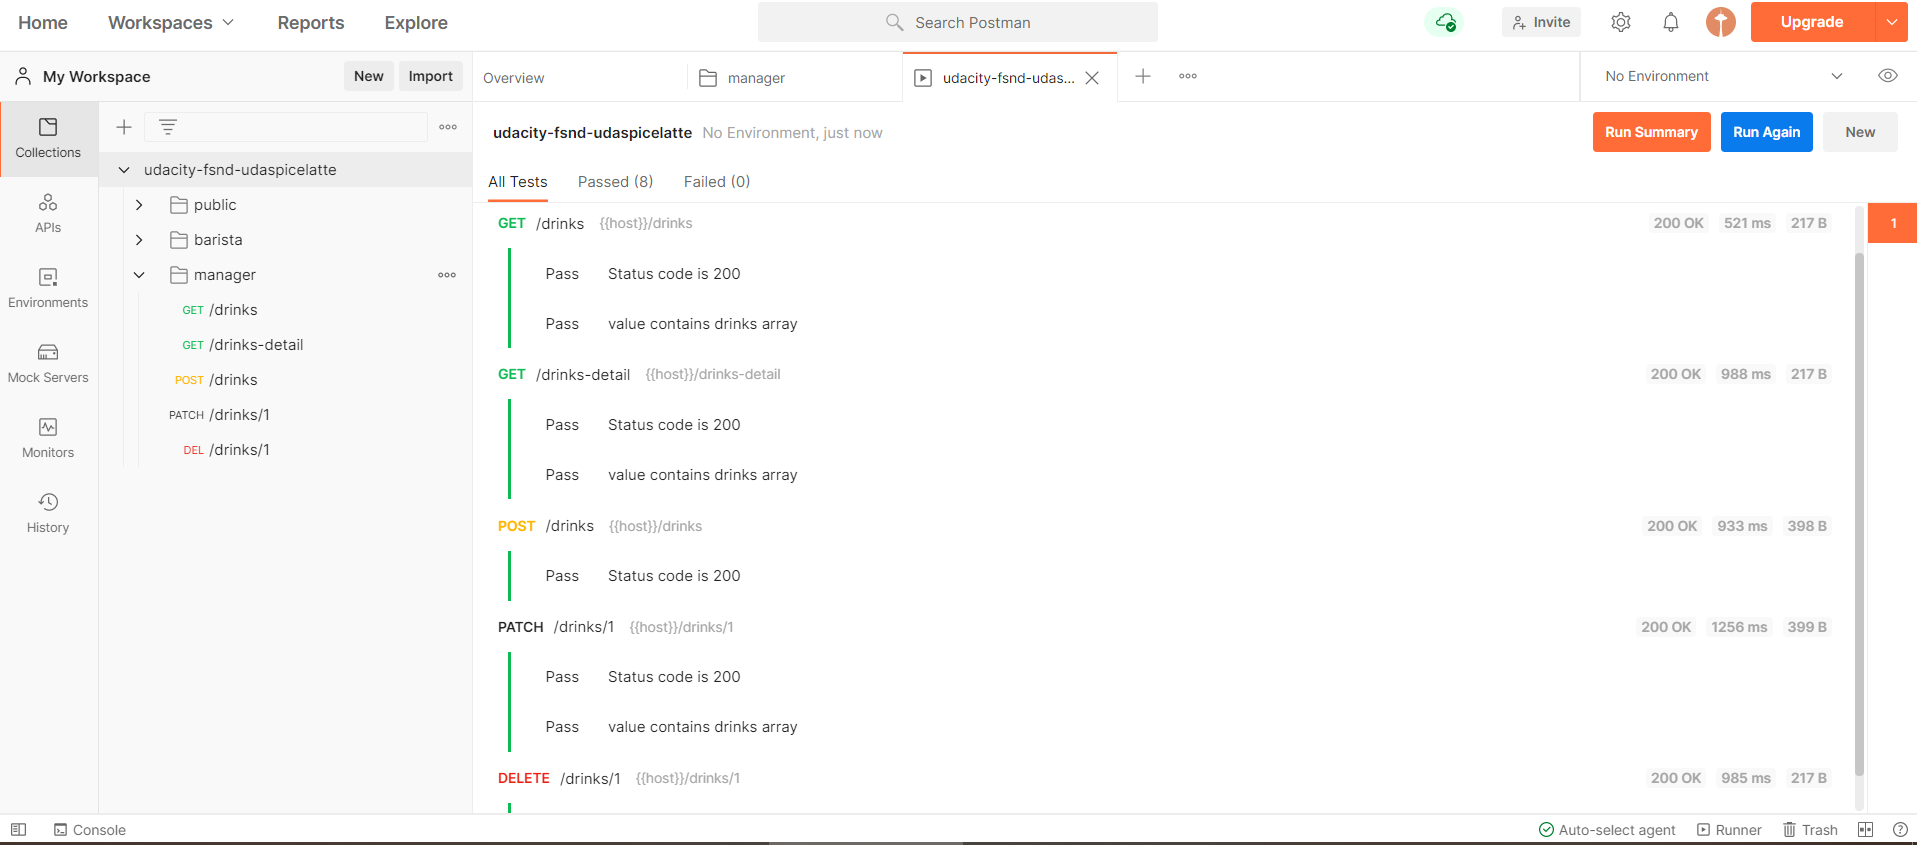 Home Workspaces Reports Explore Search Postman Invite Upgrade
My Workspace New Import Overview manager udacity-fsnd-udas... No Environment
Collections
APIs
Environments
Mock Servers
Monitors
History
udacity-fsnd-udaspicelatte
public
barista
manager
GET /drinks
GET /drinks-detail
POST /drinks
PATCH /drinks/1
DEL /drinks/1
udacity-fsnd-udaspicelatte No Environment, just now Run Summary Run Again New
All Tests Passed (8) Failed (0)
GET /drinks {{host}}/drinks 200 OK 521 ms 217 B 1
Pass Status code is 200
Pass value contains drinks array
GET /drinks-detail {{host}}/drinks-detail 200 OK 988 ms 217 B
Pass Status code is 200
Pass value contains drinks array
POST /drinks {{host}}/drinks 200 OK 933 ms 398 B
Pass Status code is 200
PATCH /drinks/1 {{host}}/drinks/1 200 OK 1256 ms 399 B
Pass Status code is 200
Pass value contains drinks array
DELETE /drinks/1 {{host}}/drinks/1 200 OK 985 ms 217 B
Console Auto-select agent Runner Trash